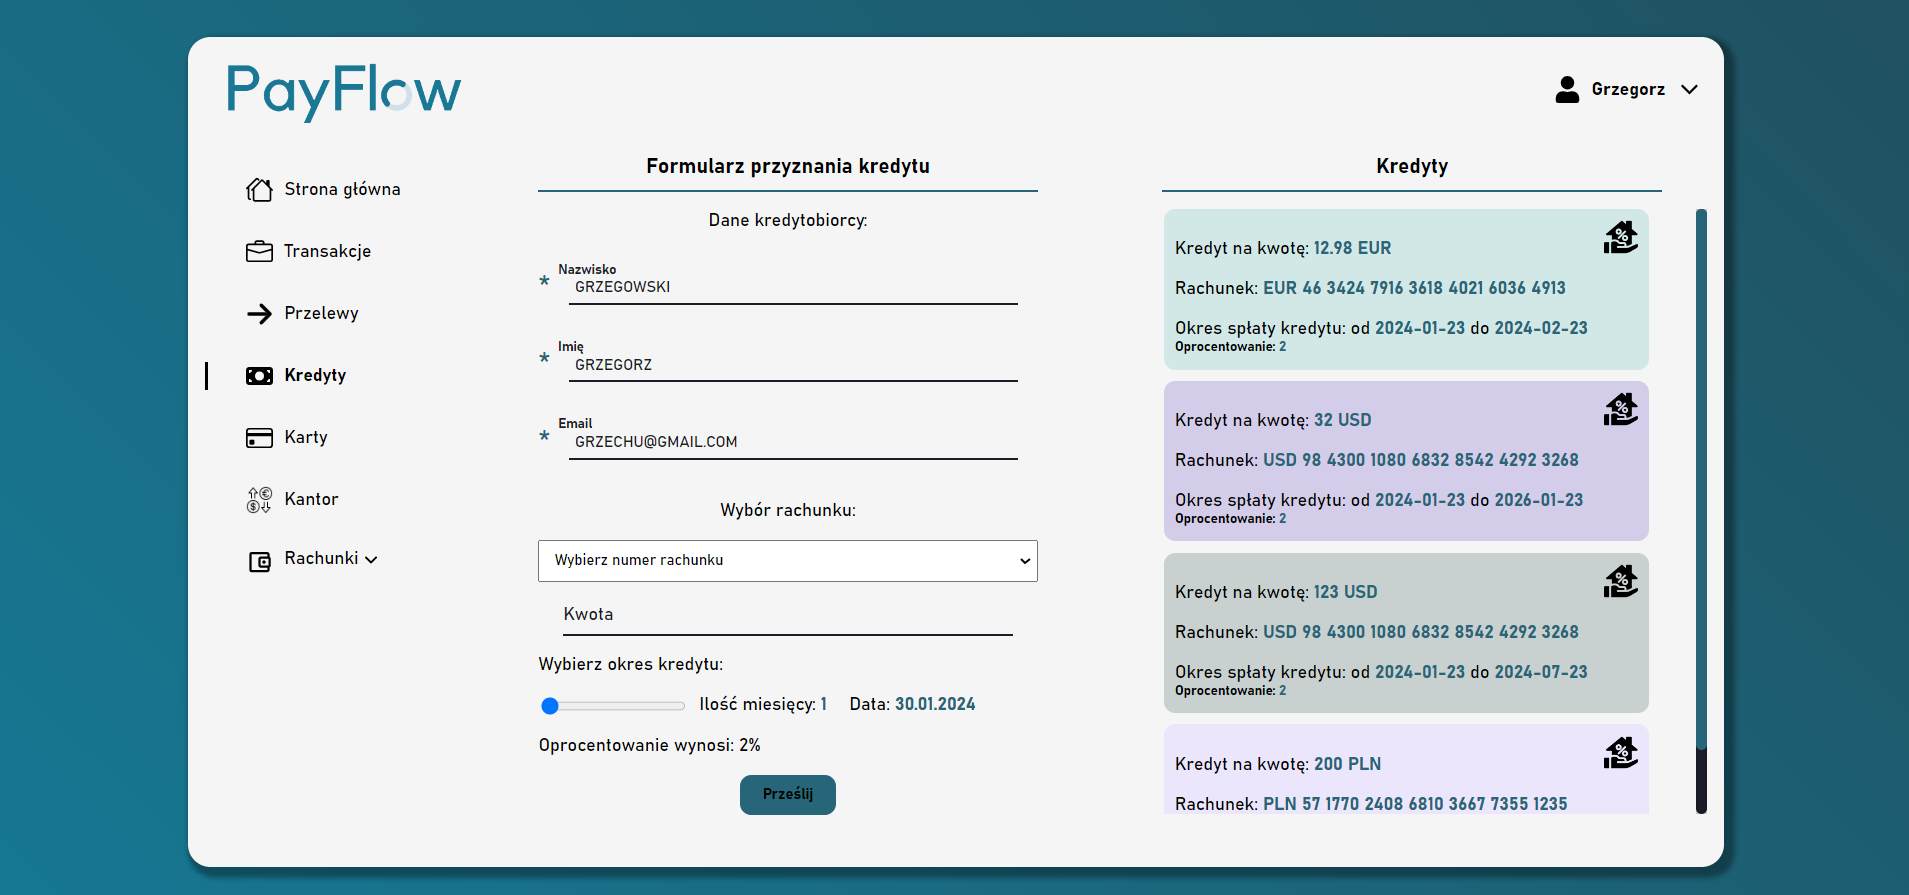 PayFlow
Grzegorz
Strona główna
Transakcje
Przelewy
Kredyty
Karty
Kantor
Rachunki
Formularz przyznania kredytu
Dane kredytobiorcy:
* Nazwisko
GRZEGOWSKI
* Imię
GRZEGORZ
* Email
GRZECHU@GMAIL.COM
Wybór rachunku:
Wybierz numer rachunku
Kwota
Wybierz okres kredytu:
Ilość miesięcy: 1 Data: 30.01.2024
Oprocentowanie wynosi: 2%
Prześlij
Kredyty
Kredyt na kwotę: 12.98 EUR
Rachunek: EUR 46 3424 7916 3618 4021 6036 4913
Okres spłaty kredytu: od 2024-01-23 do 2024-02-23
Oprocentowanie: 2
Kredyt na kwotę: 32 USD
Rachunek: USD 98 4300 1080 6832 8542 4292 3268
Okres spłaty kredytu: od 2024-01-23 do 2026-01-23
Oprocentowanie: 2
Kredyt na kwotę: 123 USD
Rachunek: USD 98 4300 1080 6832 8542 4292 3268
Okres spłaty kredytu: od 2024-01-23 do 2024-07-23
Oprocentowanie: 2
Kredyt na kwotę: 200 PLN
Rachunek: PLN 57 1770 2408 6810 3667 7355 1235